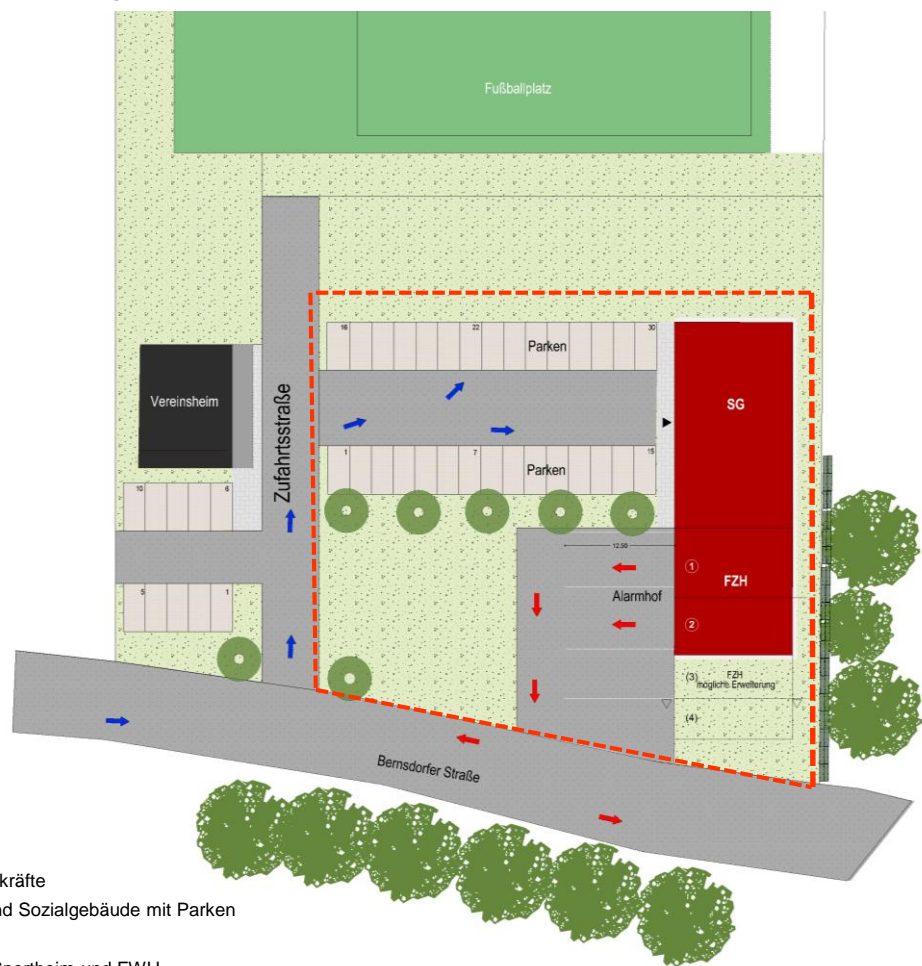 Fußballplatz
16 22 30
Parken
Vereinsheim
Zufahrtsstraße
SG
1 7 15
Parken
10 6
12.50
①
FZH
Alarmhof
②
5 1
(3) FZH
mögliche Erweiterung
(4)
Bernsdorfer Straße
kräfte
nd Sozialgebäude mit Parken